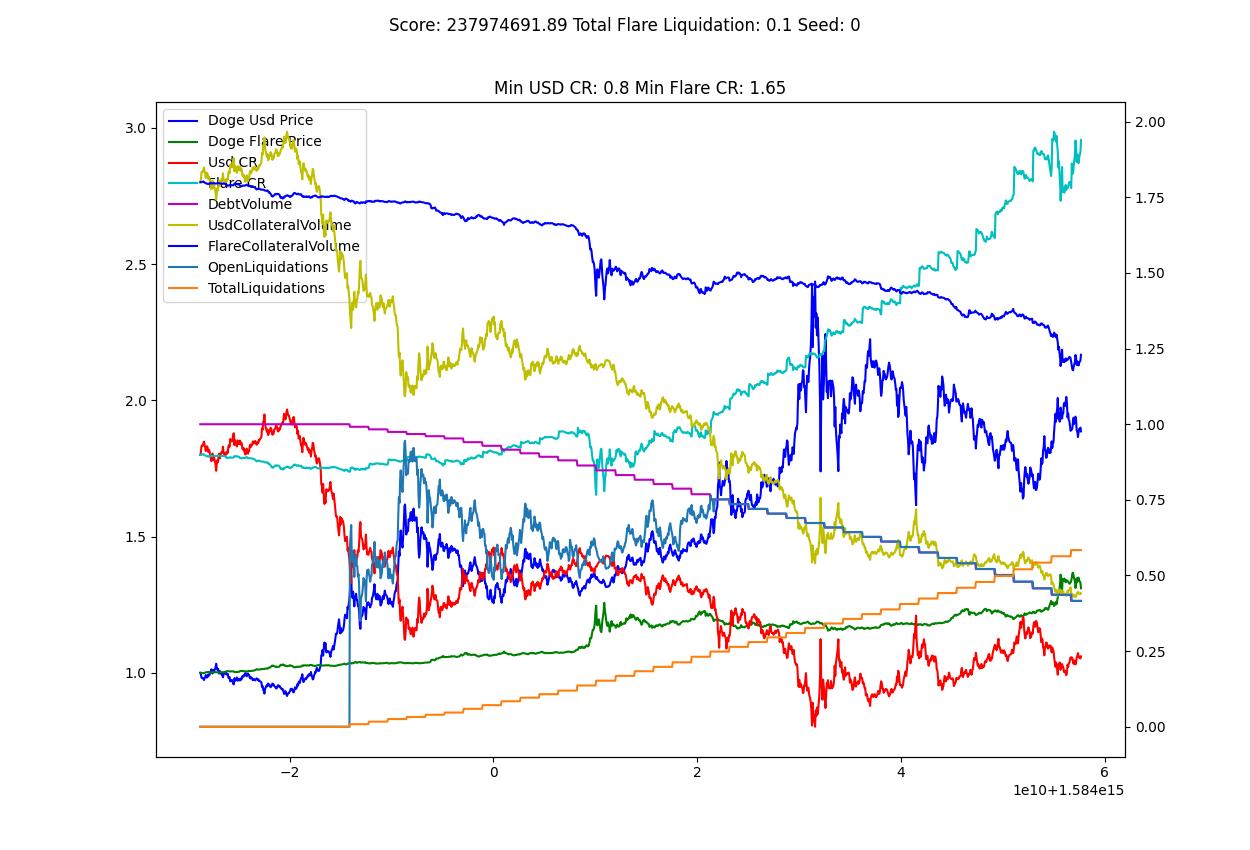 Score: 237974691.89 Total Flare Liquidation: 0.1 Seed: 0
Min USD CR: 0.8 Min Flare CR: 1.65
Doge Usd Price
Doge Flare Price
Usd CR
Flare CR
DebtVolume
UsdCollateralVolume
FlareCollateralVolume
OpenLiquidations
TotalLiquidations
3.0
2.5
2.0
1.5
1.0
2.00
1.75
1.50
1.25
1.00
0.75
0.50
0.25
0.00
−2
0
2
4
6
1e10+1.584e15